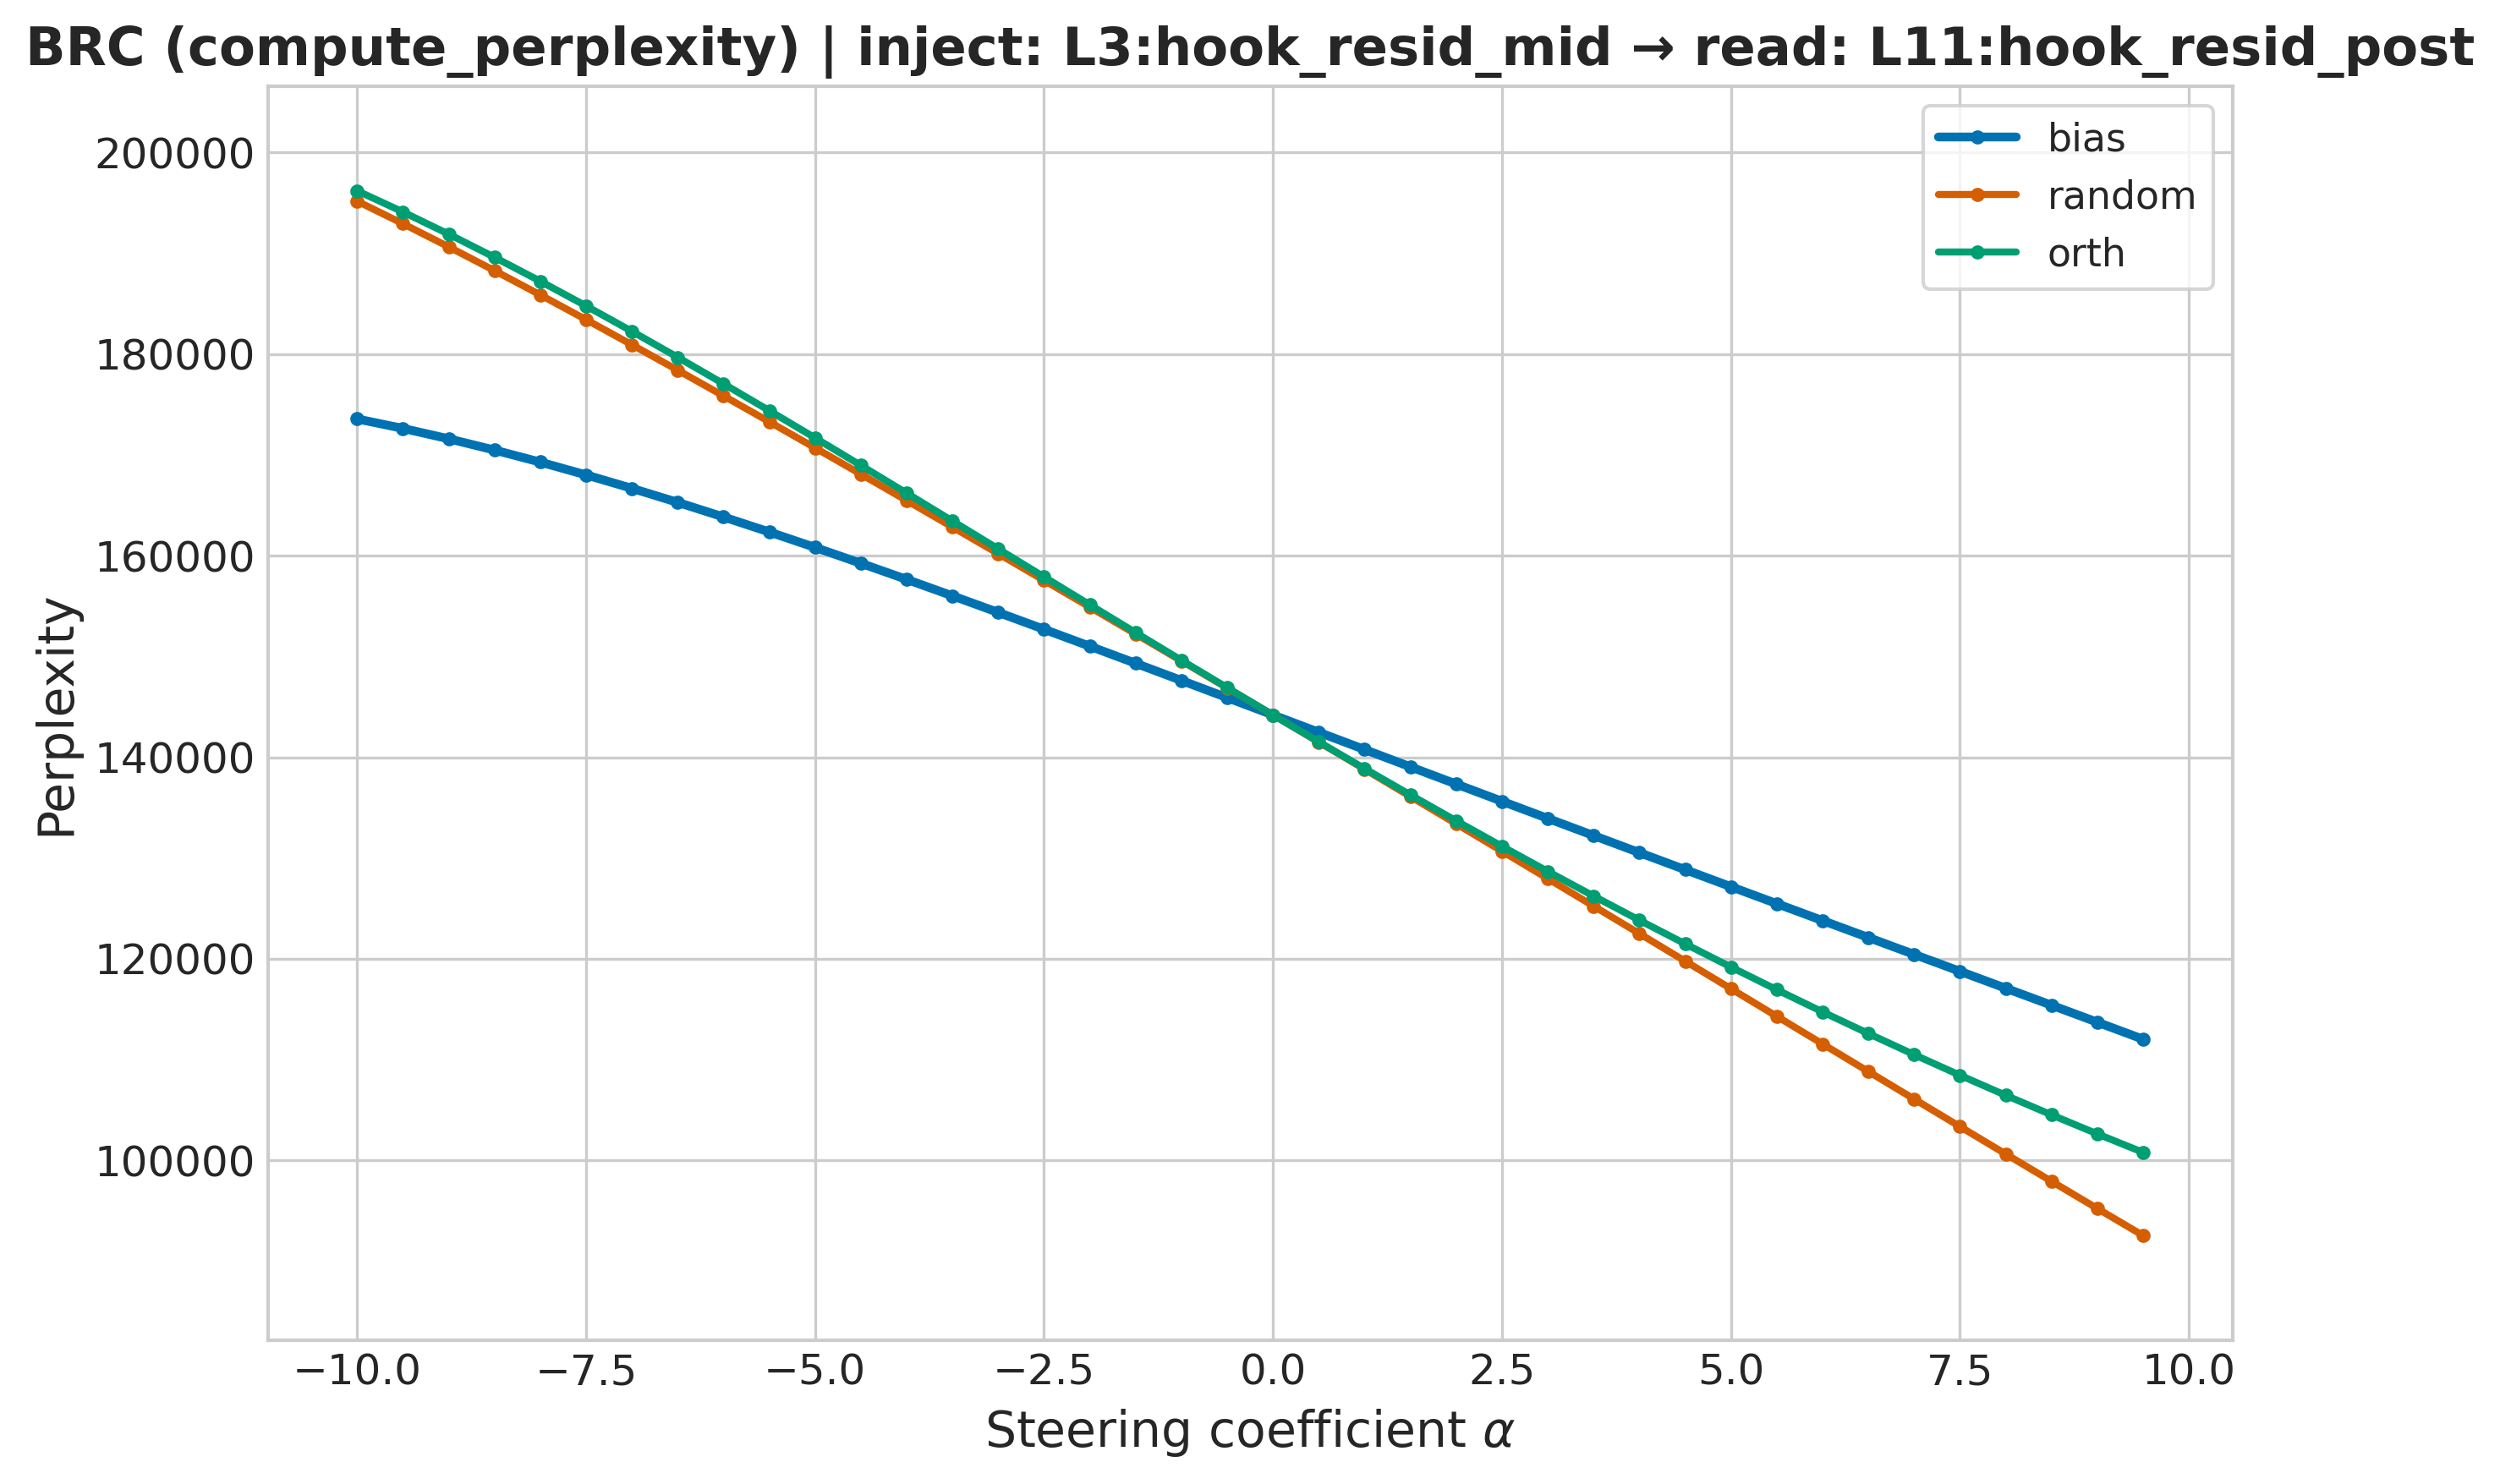 BRC (compute_perplexity) | inject: L3:hook_resid_mid → read: L11:hook_resid_post
bias
random
orth
Perplexity
200000
180000
160000
140000
120000
100000
−10.0 −7.5 −5.0 −2.5 0.0 2.5 5.0 7.5 10.0
Steering coefficient α